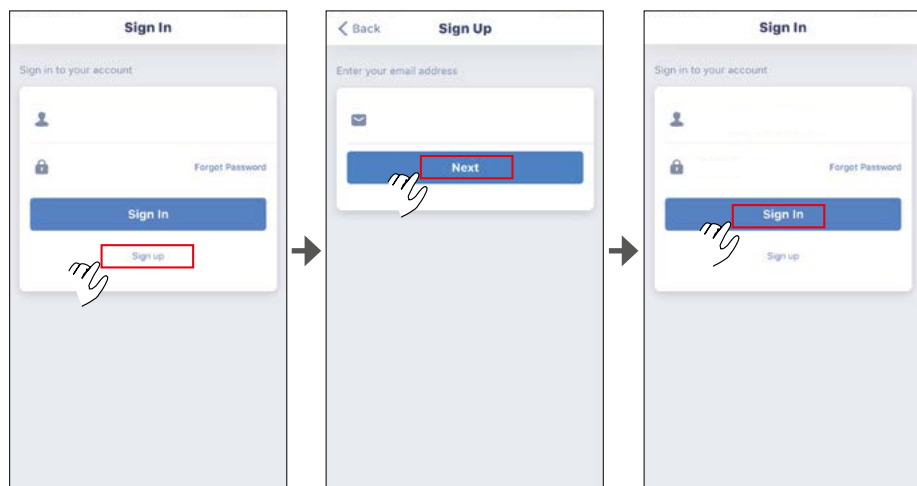 Sign In
Sign in to your account
Forgot Password
Sign In
Sign up
Back
Sign Up
Enter your email address
Next
Sign In
Sign in to your account
Forgot Password
Sign In
Sign up